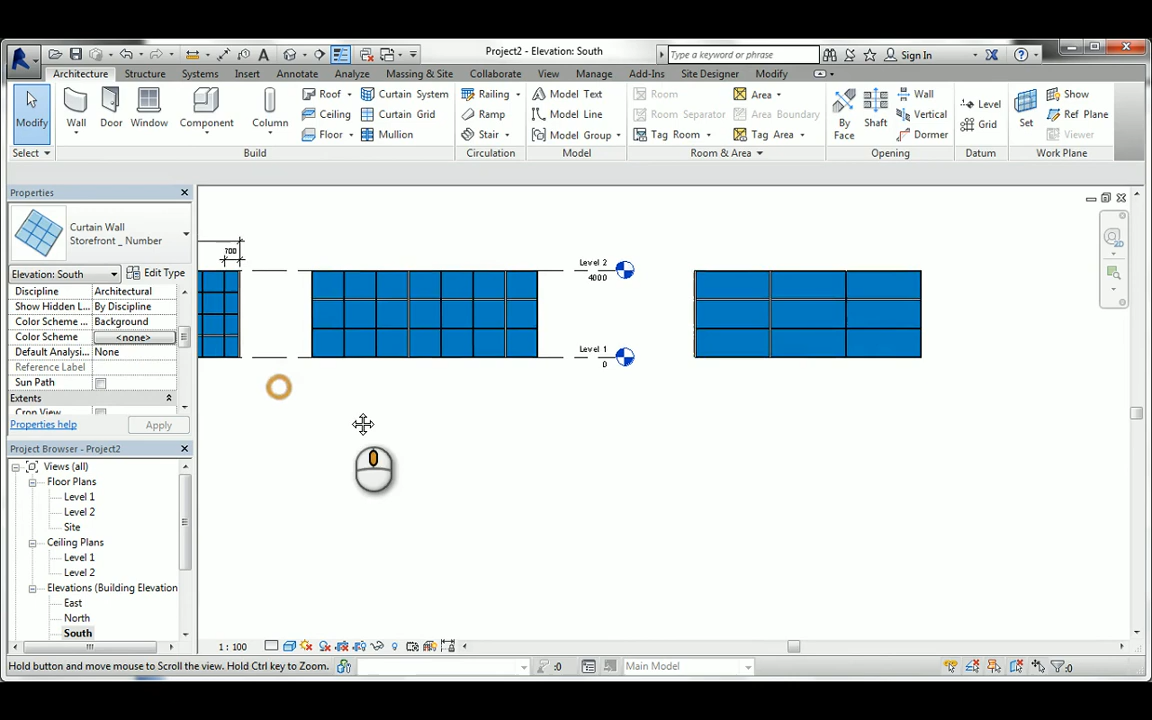 Project2 - Elevation: South
Type a keyword or phrase
Sign In
Architecture Structure Systems Insert Annotate Analyze Massing & Site Collaborate View Manage Add-Ins Site Designer Modify
Modify
Wall
Door
Window
Component
Column
Roof
Ceiling
Floor
Curtain System
Curtain Grid
Mullion
Railing
Ramp
Stair
Model Text
Model Line
Model Group
Room
Room Separator
Tag Room
Area
Area Boundary
Tag Area
By Face
Shaft
Wall
Vertical
Dormer
Level
Grid
Set
Show
Ref Plane
Viewer
Select Build Circulation Model Room & Area Opening Datum Work Plane
Properties
Curtain Wall
Storefront _ Number
Elevation: South Edit Type
Discipline Architectural
Show Hidden L... By Discipline
Color Scheme ... Background
Color Scheme <none>
Default Analysi... None
Reference Label
Sun Path
Extents
Crop View
Properties help Apply
Project Browser - Project2
Views (all)
Floor Plans
Level 1
Level 2
Site
Ceiling Plans
Level 1
Level 2
Elevations (Building Elevation
East
North
South
700
Level 2
4000
Level 1
0
2D
1 : 100
Hold button and move mouse to Scroll the view. Hold Ctrl key to Zoom.
:0
Main Model
:0